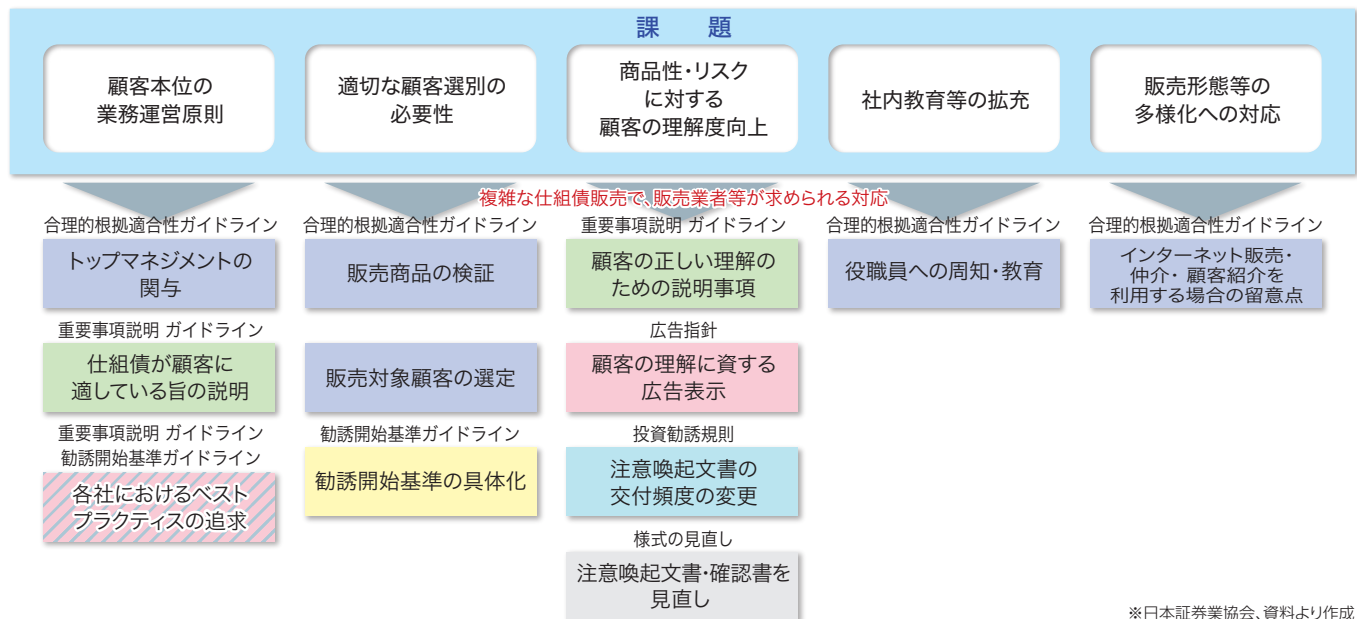 課　題
顧客本位の
業務運営原則
適切な顧客選別の
必要性
商品性・リスク
に対する
顧客の理解度向上
社内教育等の拡充
販売形態等の
多様化への対応
複雑な仕組債販売で、販売業者等が求められる対応
合理的根拠適合性ガイドライン
トップマネジメントの
関与
重要事項説明 ガイドライン
仕組債が顧客に
適している旨の説明
重要事項説明 ガイドライン
勧誘開始基準ガイドライン
各社におけるベスト
プラクティスの追求
合理的根拠適合性ガイドライン
販売商品の検証
販売対象顧客の選定
勧誘開始基準ガイドライン
勧誘開始基準の具体化
重要事項説明 ガイドライン
顧客の正しい理解の
ための説明事項
広告指針
顧客の理解に資する
広告表示
投資勧誘規則
注意喚起文書の
交付頻度の変更
様式の見直し
注意喚起文書・確認書を
見直し
合理的根拠適合性ガイドライン
役職員への周知・教育
合理的根拠適合性ガイドライン
インターネット販売・
仲介・ 顧客紹介を
利用する場合の留意点
※日本証券業協会、資料より作成